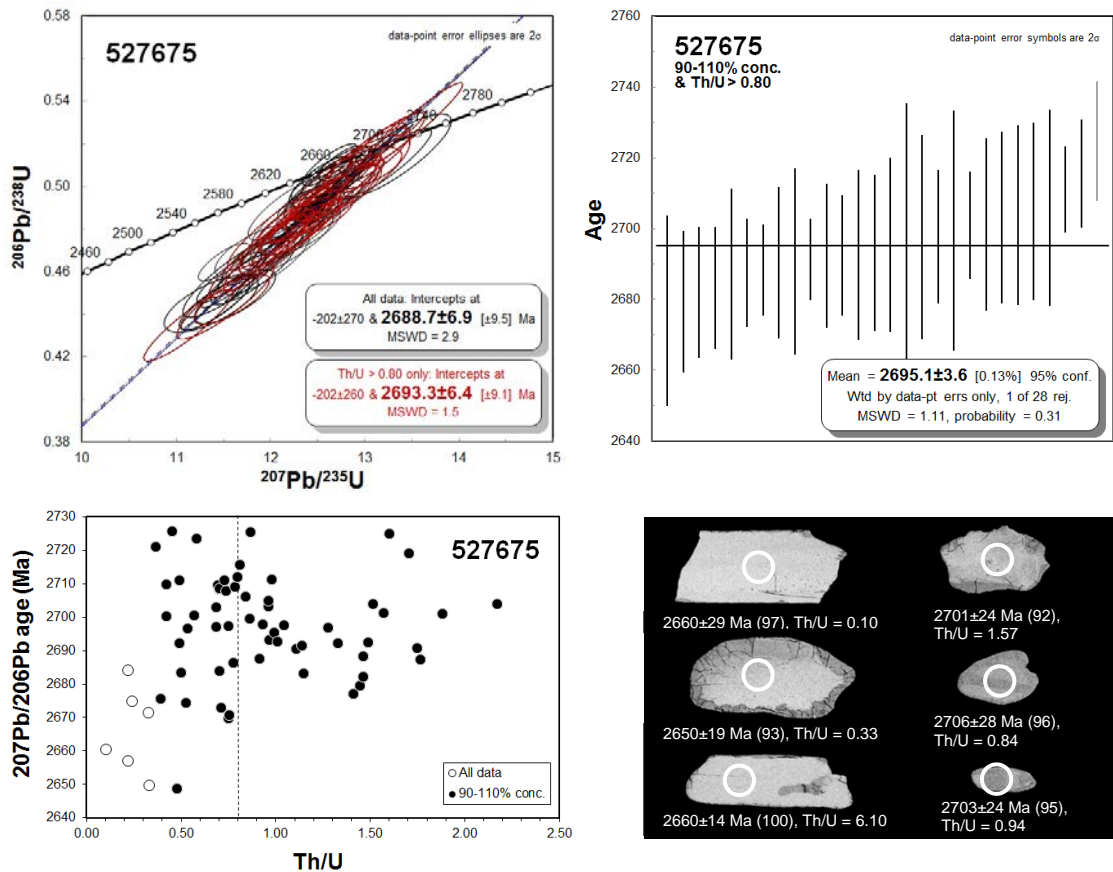 0.58
0.54
0.50
0.46
0.42
0.38
10
11
12
13
14
15
²⁰⁶Pb/²³⁸U
²⁰⁷Pb/²³⁵U
527675
data-point error ellipses are 2σ
2460
2500
2540
2580
2620
2660
2700
2740
2780
All data: Intercepts at
-202±270 & 2688.7±6.9 [±9.5] Ma
MSWD = 2.9
Th/U > 0.80 only: Intercepts at
-202±260 & 2693.3±6.4 [±9.1] Ma
MSWD = 1.5
2760
2740
2720
2700
2680
2660
2640
Age
527675
90-110% conc.
& Th/U > 0.80
data-point error symbols are 2σ
Mean = 2695.1±3.6 [0.13%] 95% conf.
Wtd by data-pt errs only, 1 of 28 rej.
MSWD = 1.11, probability = 0.31
2730
2720
2710
2700
2690
2680
2670
2660
2650
2640
0.00
0.50
1.00
1.50
2.00
2.50
207Pb/206Pb age (Ma)
Th/U
527675
All data
90-110% conc.
2660±29 Ma (97), Th/U = 0.10
2650±19 Ma (93), Th/U = 0.33
2660±14 Ma (100), Th/U = 6.10
2701±24 Ma (92),
Th/U = 1.57
2706±28 Ma (96),
Th/U = 0.84
2703±24 Ma (95),
Th/U = 0.94